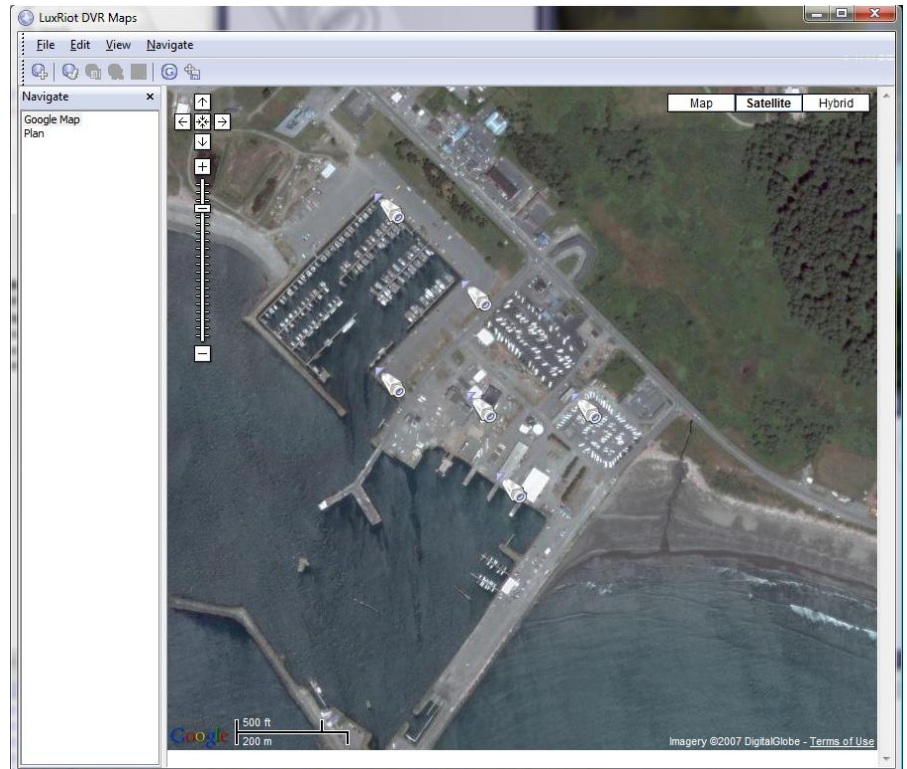 LuxRiot DVR Maps
File Edit View Navigate
G
Navigate x
Google Map
Plan
Map Satellite Hybrid
Google
500 ft
200 m
Imagery ©2007 DigitalGlobe - Terms of Use